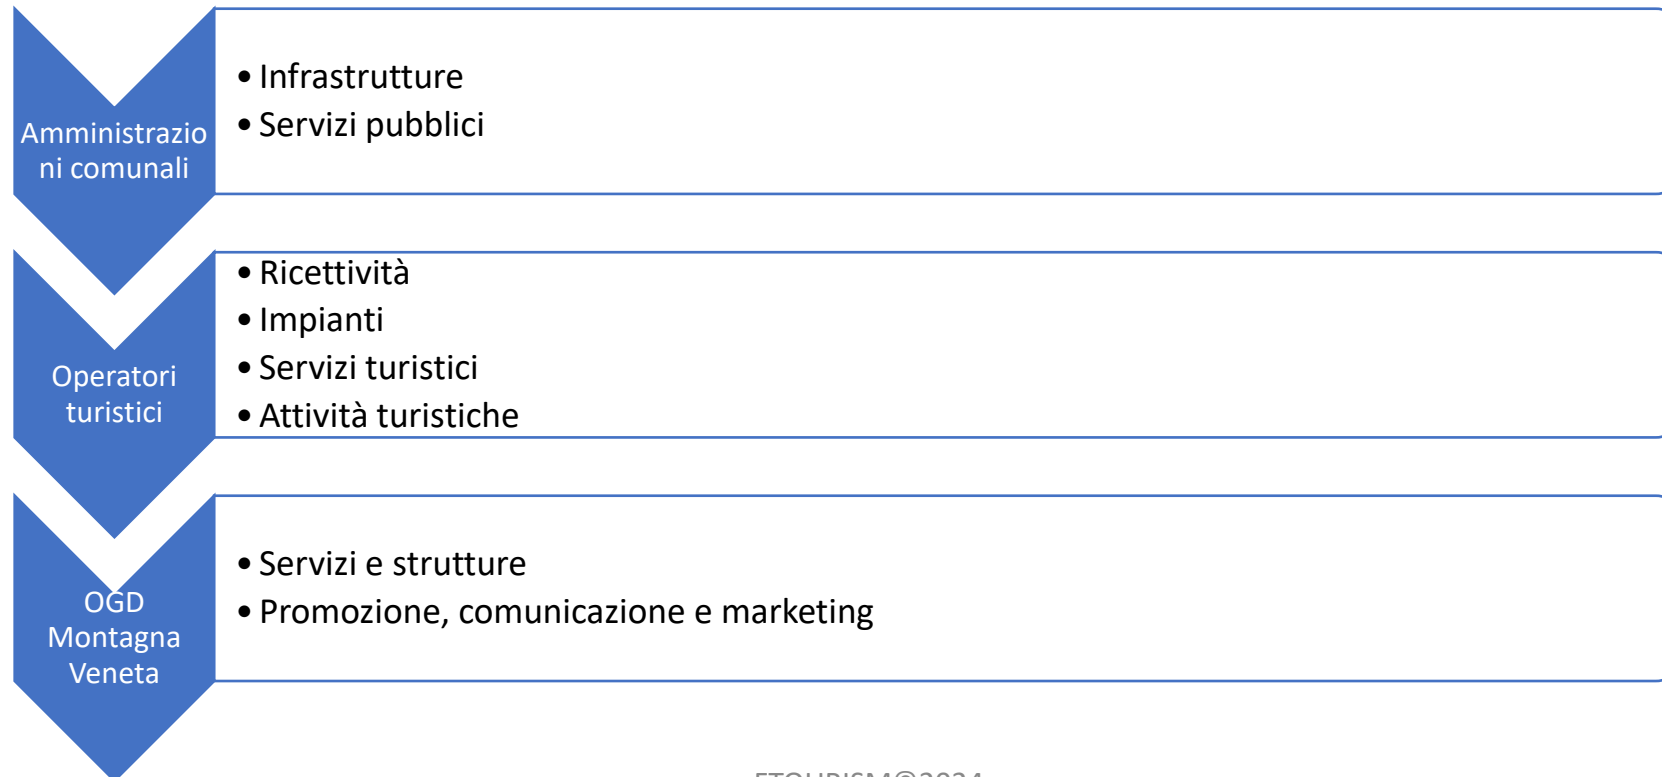 Amministrazio
ni comunali
• Infrastrutture
• Servizi pubblici
Operatori
turistici
• Ricettività
• Impianti
• Servizi turistici
• Attività turistiche
OGD
Montagna
Veneta
• Servizi e strutture
• Promozione, comunicazione e marketing